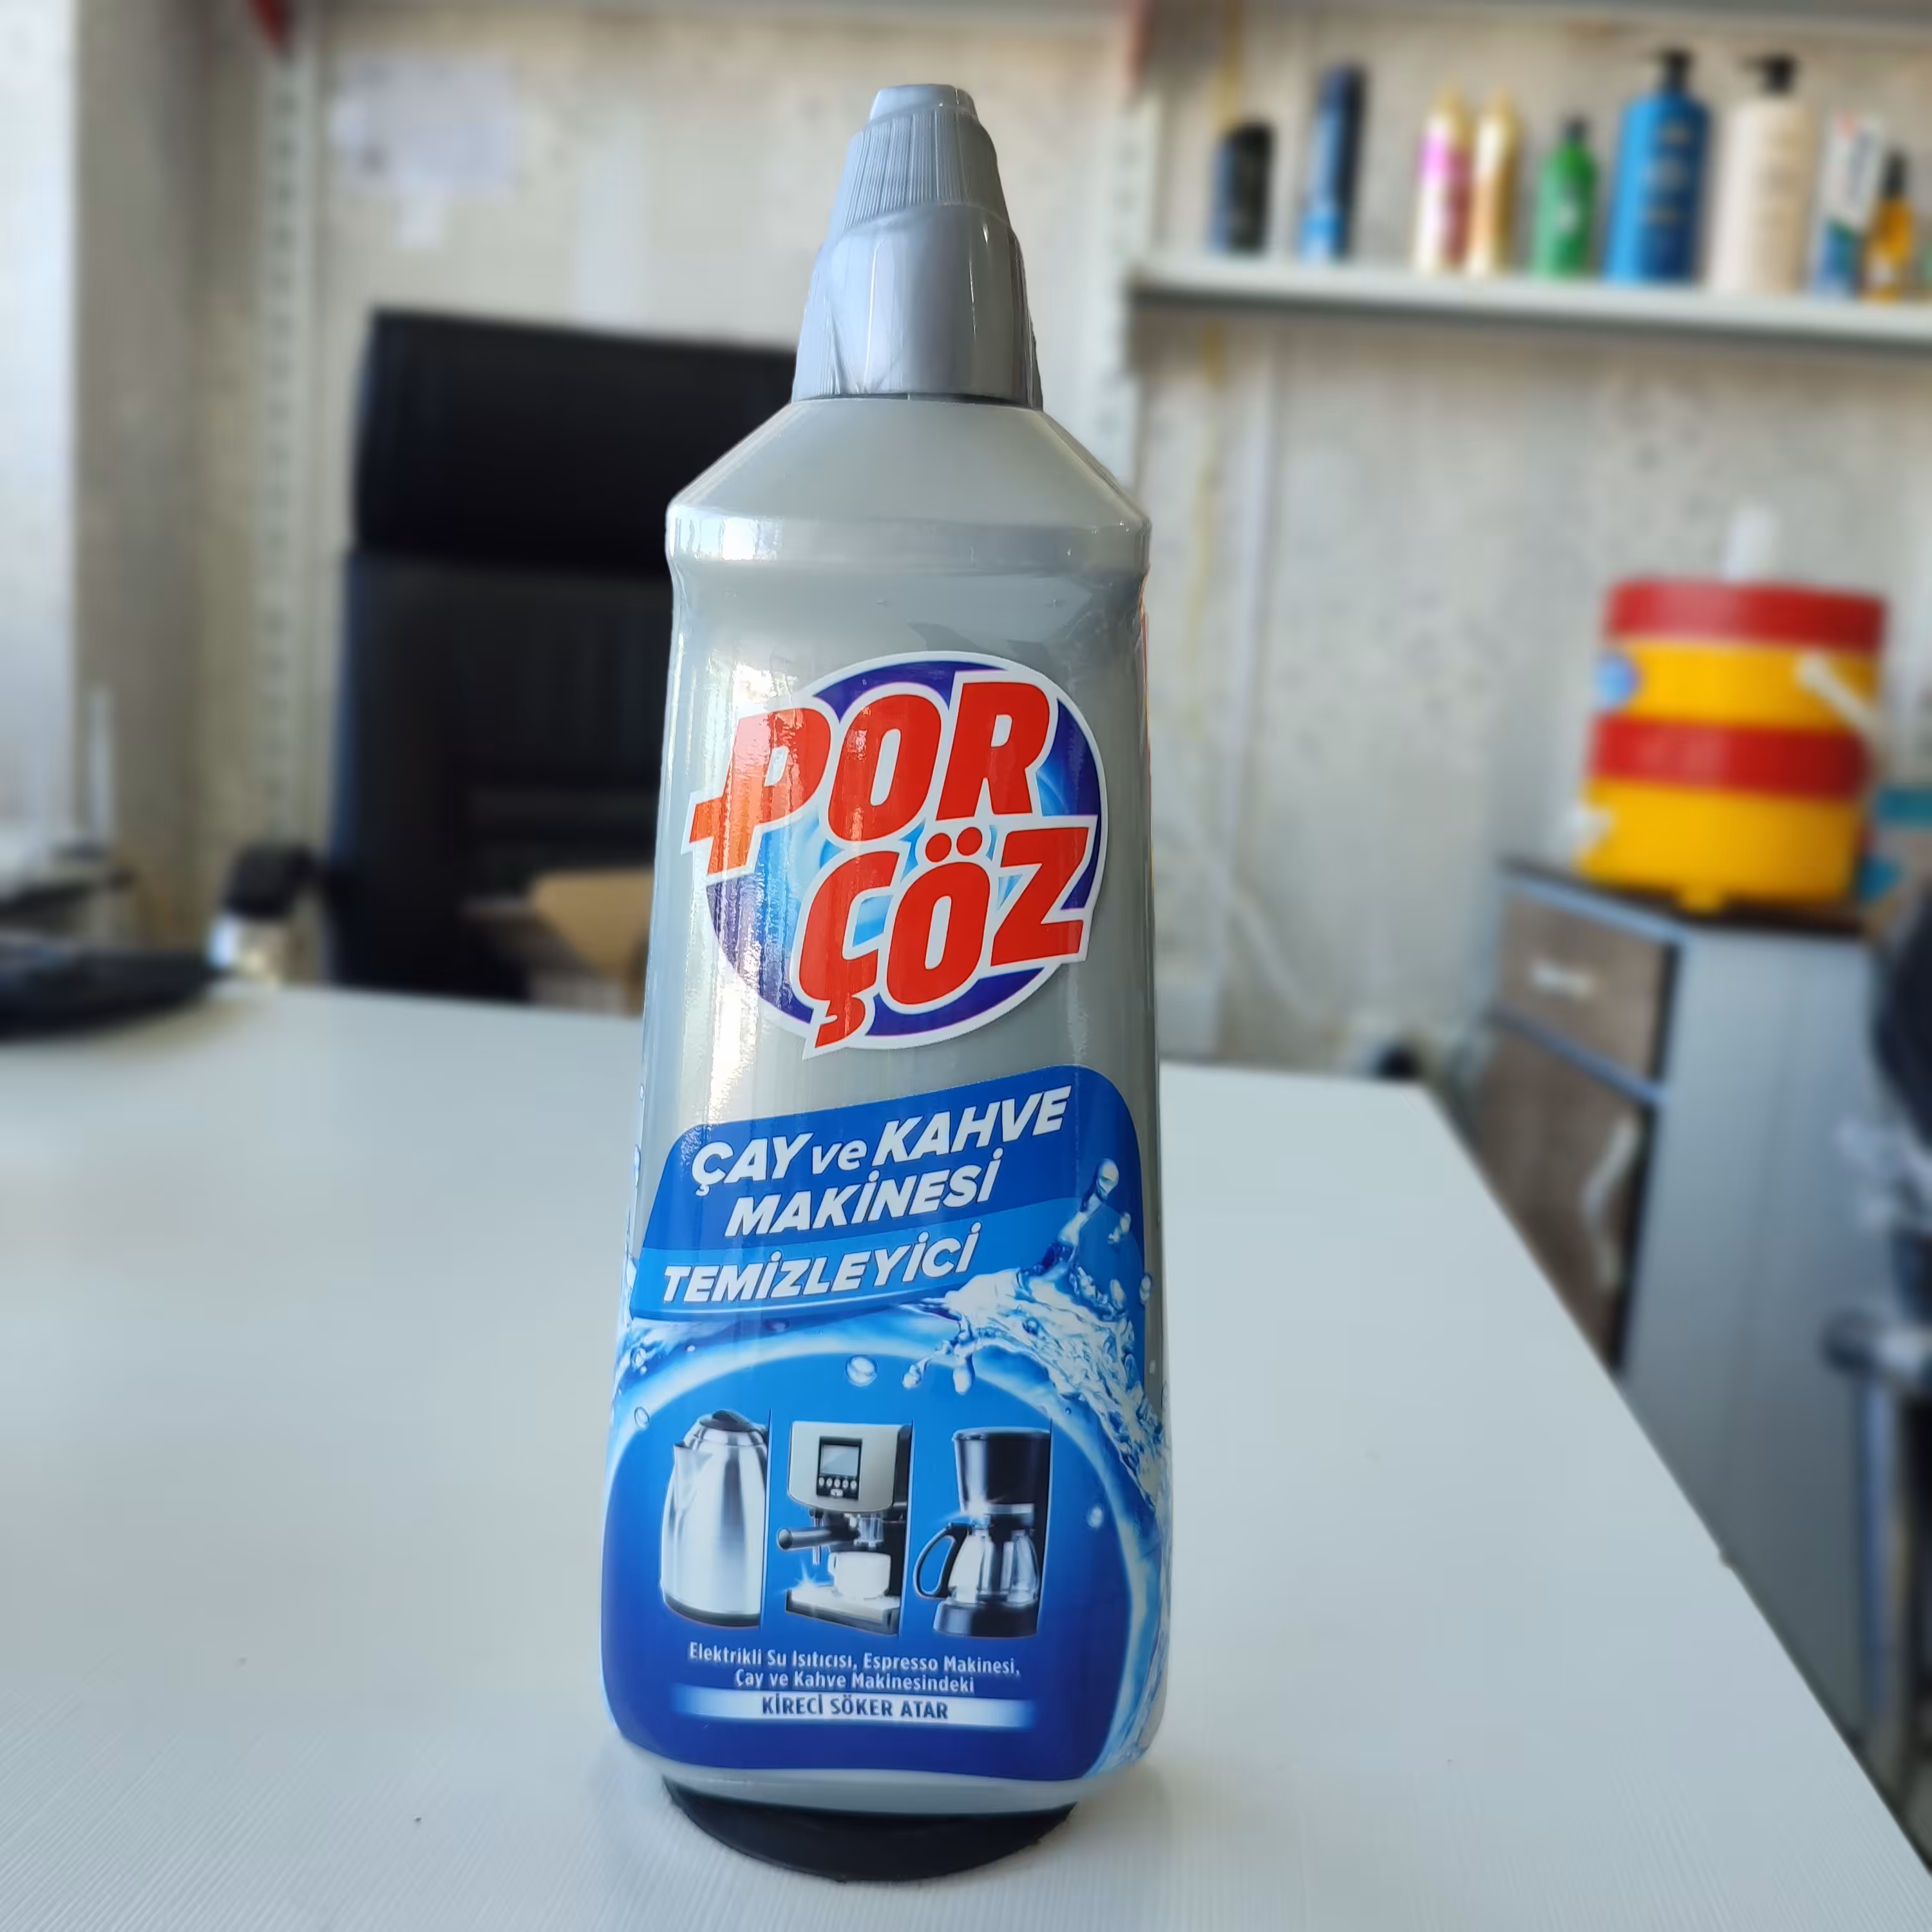 POR
ÇÖZ
ÇAY ve KAHVE
MAKİNESİ
TEMİZLEYİCİ
Elektrikli Su Isıtıcısı, Espresso Makinesi,
Çay ve Kahve Makinesindeki
KİRECİ SÖKER ATAR